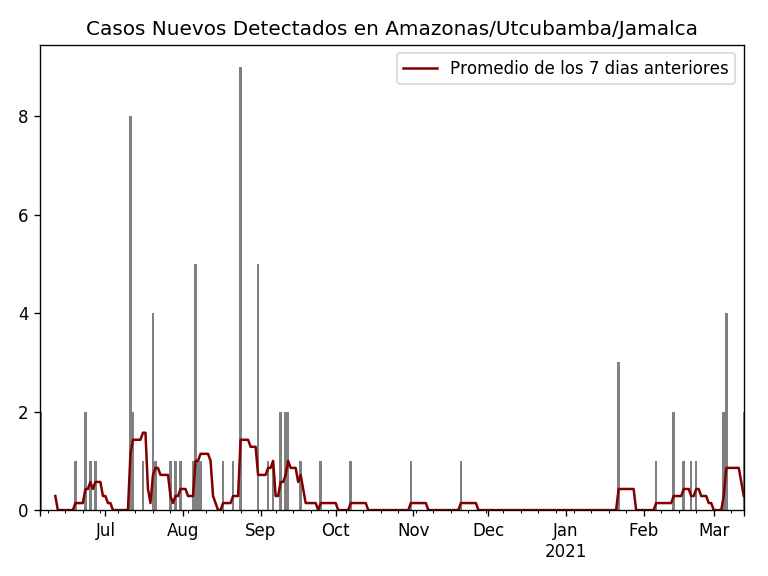 Casos Nuevos Detectados en Amazonas/Utcubamba/Jamalca
Promedio de los 7 dias anteriores
8
6
4
2
0
Jul Aug Sep Oct Nov Dec Jan Feb Mar
2021